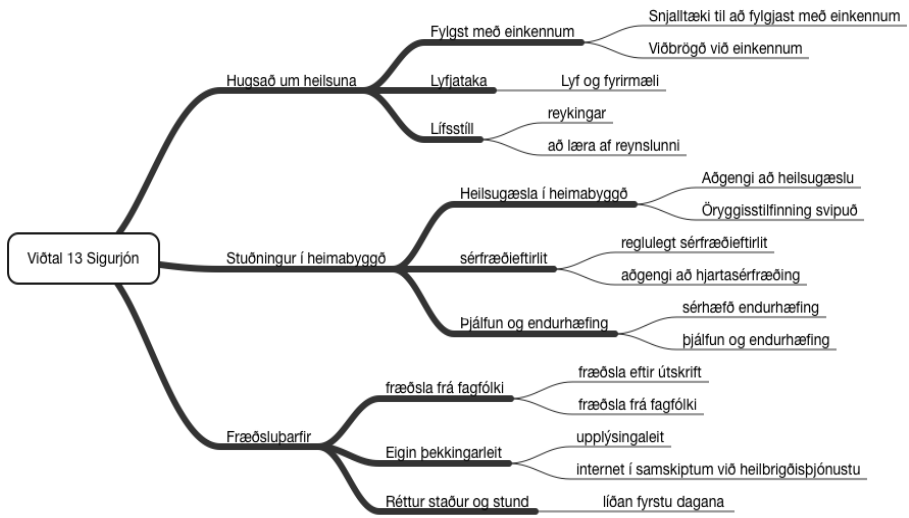 Viðtal 13 Sigurjón
Hugsað um heilsuna
Fylgst með einkennum
Snjalltæki til að fylgjast með einkennum
Viðbrögð við einkennum
Lyfjataka
Lyf og fyrirmæli
Lífsstíll
reykingar
að læra af reynslunni
Stuðningur í heimabyggð
Heilsugæsla í heimabyggð
Aðgengi að heilsugæslu
Öryggisstilfinning svipuð
sérfræðieftirlit
reglulegt sérfræðieftirlit
aðgengi að hjartasérfræðing
Þjálfun og endurhæfing
sérhæfð endurhæfing
þjálfun og endurhæfing
Fræðsluþarfir
fræðsla frá fagfólki
fræðsla eftir útskrift
fræðsla frá fagfólki
Eigin þekkingarleit
upplýsingaleit
internet í samskiptum við heilbrigðisþjónustu
Réttur staður og stund
líðan fyrstu dagana